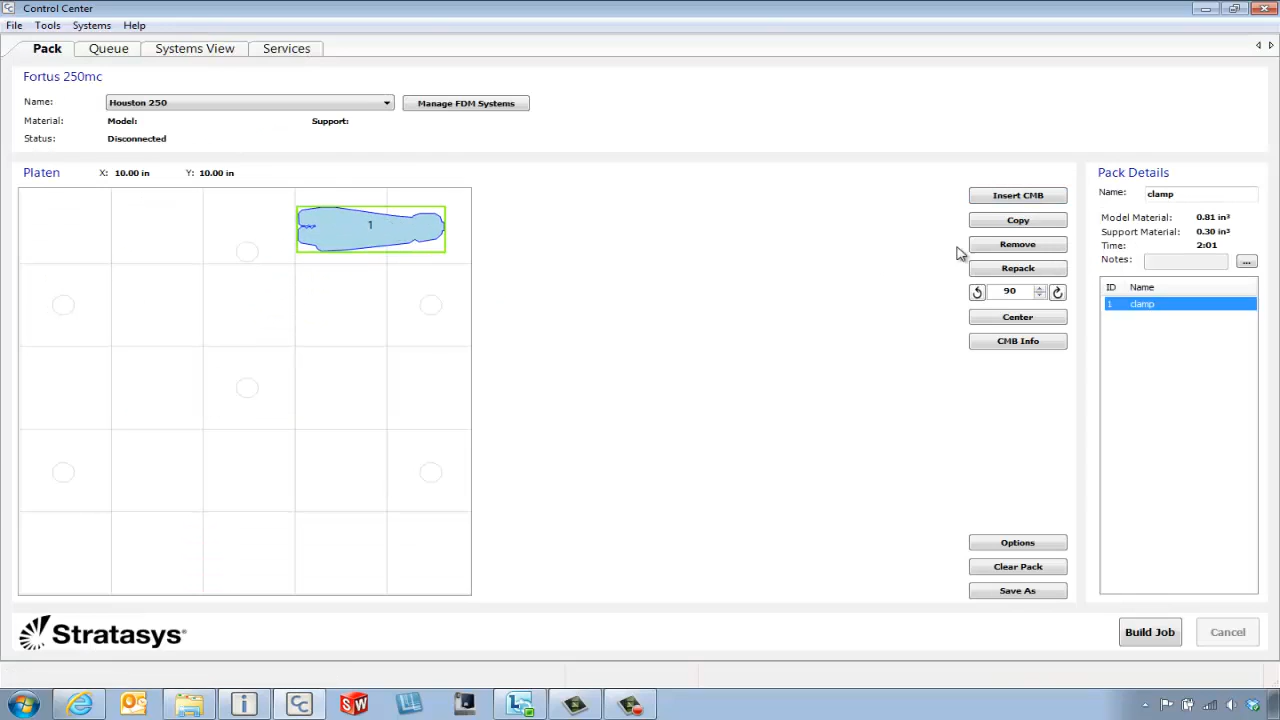 Control Center
File Tools Systems Help
Pack Queue Systems View Services
Fortus 250mc
Name: Houston 250 Manage FDM Systems
Material: Model: Support:
Status: Disconnected
Platen X: 10.00 in Y: 10.00 in
1
Insert CMB
Copy
Remove
Repack
90
Center
CMB Info
Options
Clear Pack
Save As
Pack Details
Name: clamp
Model Material: 0.81 in³
Support Material: 0.30 in³
Time: 2:01
Notes: ...
ID Name
1 clamp
Stratasys®
Build Job Cancel